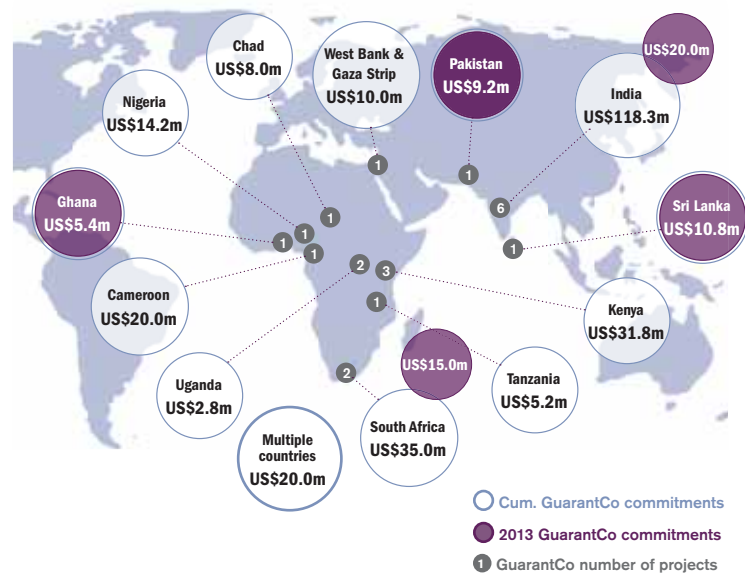 Chad
US$8.0m
West Bank &
Gaza Strip
US$10.0m
Pakistan
US$9.2m
US$20.0m
India
US$118.3m
Nigeria
US$14.2m
Ghana
US$5.4m
Sri Lanka
US$10.8m
Cameroon
US$20.0m
Kenya
US$31.8m
Uganda
US$2.8m
US$15.0m
Tanzania
US$5.2m
South Africa
US$35.0m
Multiple
countries
US$20.0m
1
1
6
1
1
1
1
1
2
3
1
2
Cum. GuarantCo commitments
2013 GuarantCo commitments
1 GuarantCo number of projects